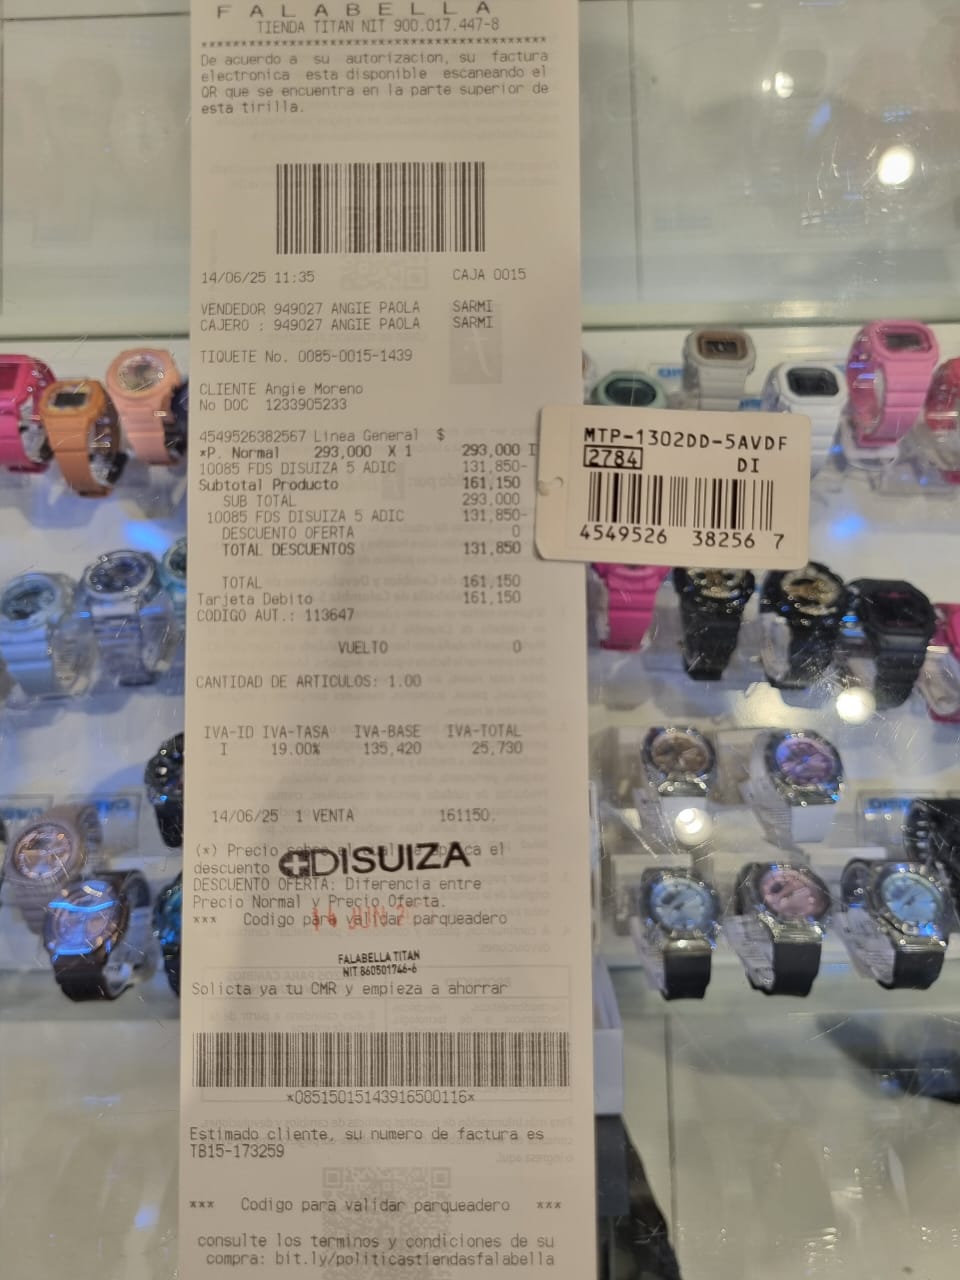 FALABELLA
TIENDA TITAN NIT 900.017.447-8
De acuerdo a su autorizacion, su factura
electronica esta disponible escaneando el
QR que se encuentra en la parte superior de
esta tirilla.
14/06/25 11:35 CAJA 0015
VENDEDOR 949027 ANGIE PAOLA SARMI
CAJERO : 949027 ANGIE PAOLA SARMI
TIQUETE No. 0085-0015-1439
CLIENTE Angie Moreno
No DOC 1233905233
4549526382567 Linea General $
*P. Normal 293,000 X 1 293,000 I
10085 FDS DISUIZA 5 ADIC 131,850-
Subtotal Producto 161,150
SUB TOTAL 293,000
10085 FDS DISUIZA 5 ADIC 131,850-
DESCUENTO OFERTA 0
TOTAL DESCUENTOS 131,850
TOTAL 161,150
Tarjeta Debito 161,150
CODIGO AUT.: 113647
VUELTO 0
CANTIDAD DE ARTICULOS: 1.00
IVA-ID IVA-TASA IVA-BASE IVA-TOTAL
I 19.00% 135,420 25,730
14/06/25 1 VENTA 161150.
(*) Precio sobre el cual se aplica el
descuento
DISUIZA
DESCUENTO OFERTA: Diferencia entre
Precio Normal y Precio Oferta.
*** Codigo para validar parqueadero
FALABELLA TITAN
NIT 860501746-6
Solicta ya tu CMR y empieza a ahorrar
*08515015143916500116*
Estimado cliente, su numero de factura es
TB15-173259
*** Codigo para validar parqueadero ***
consulte los terminos y condiciones de su
compra: bit.ly/politicastiendasfalabella
MTP-1302DD-5AVDF
2784 DI
4549526 38256 7